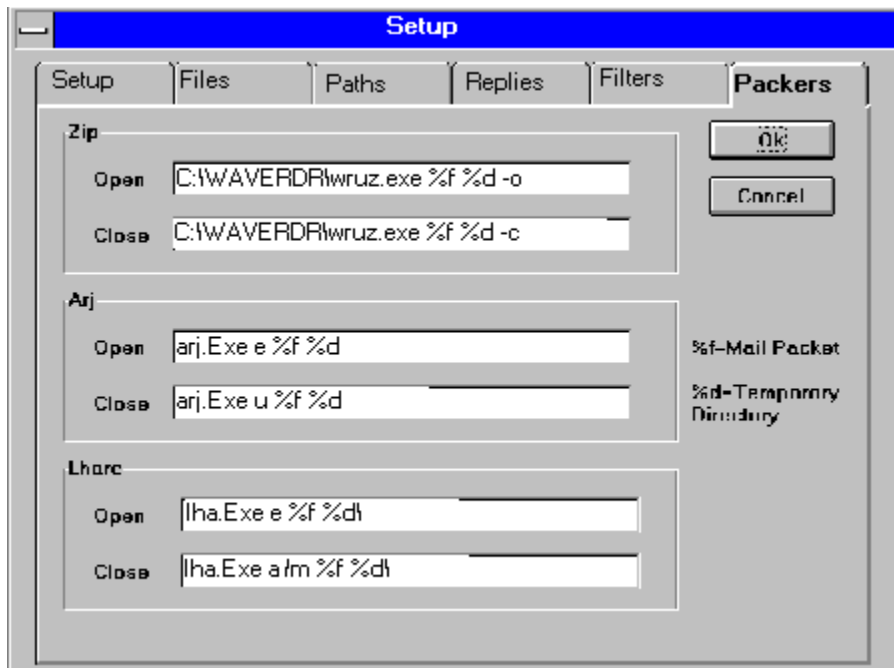 Setup
Setup Files Paths Replies Filters Packers
Zip
Open C:\WAVERDR\wruz.exe %f %d -o
Close C:\WAVERDR\wruz.exe %f %d -c
Ok
Cancel
Arj
Open arj.Exe e %f %d
Close arj.Exe u %f %d
%f-Mail Packet
%d-Temporary
Directory
Lharc
Open lha.Exe e %f %d\
Close lha.Exe a /m %f %d\